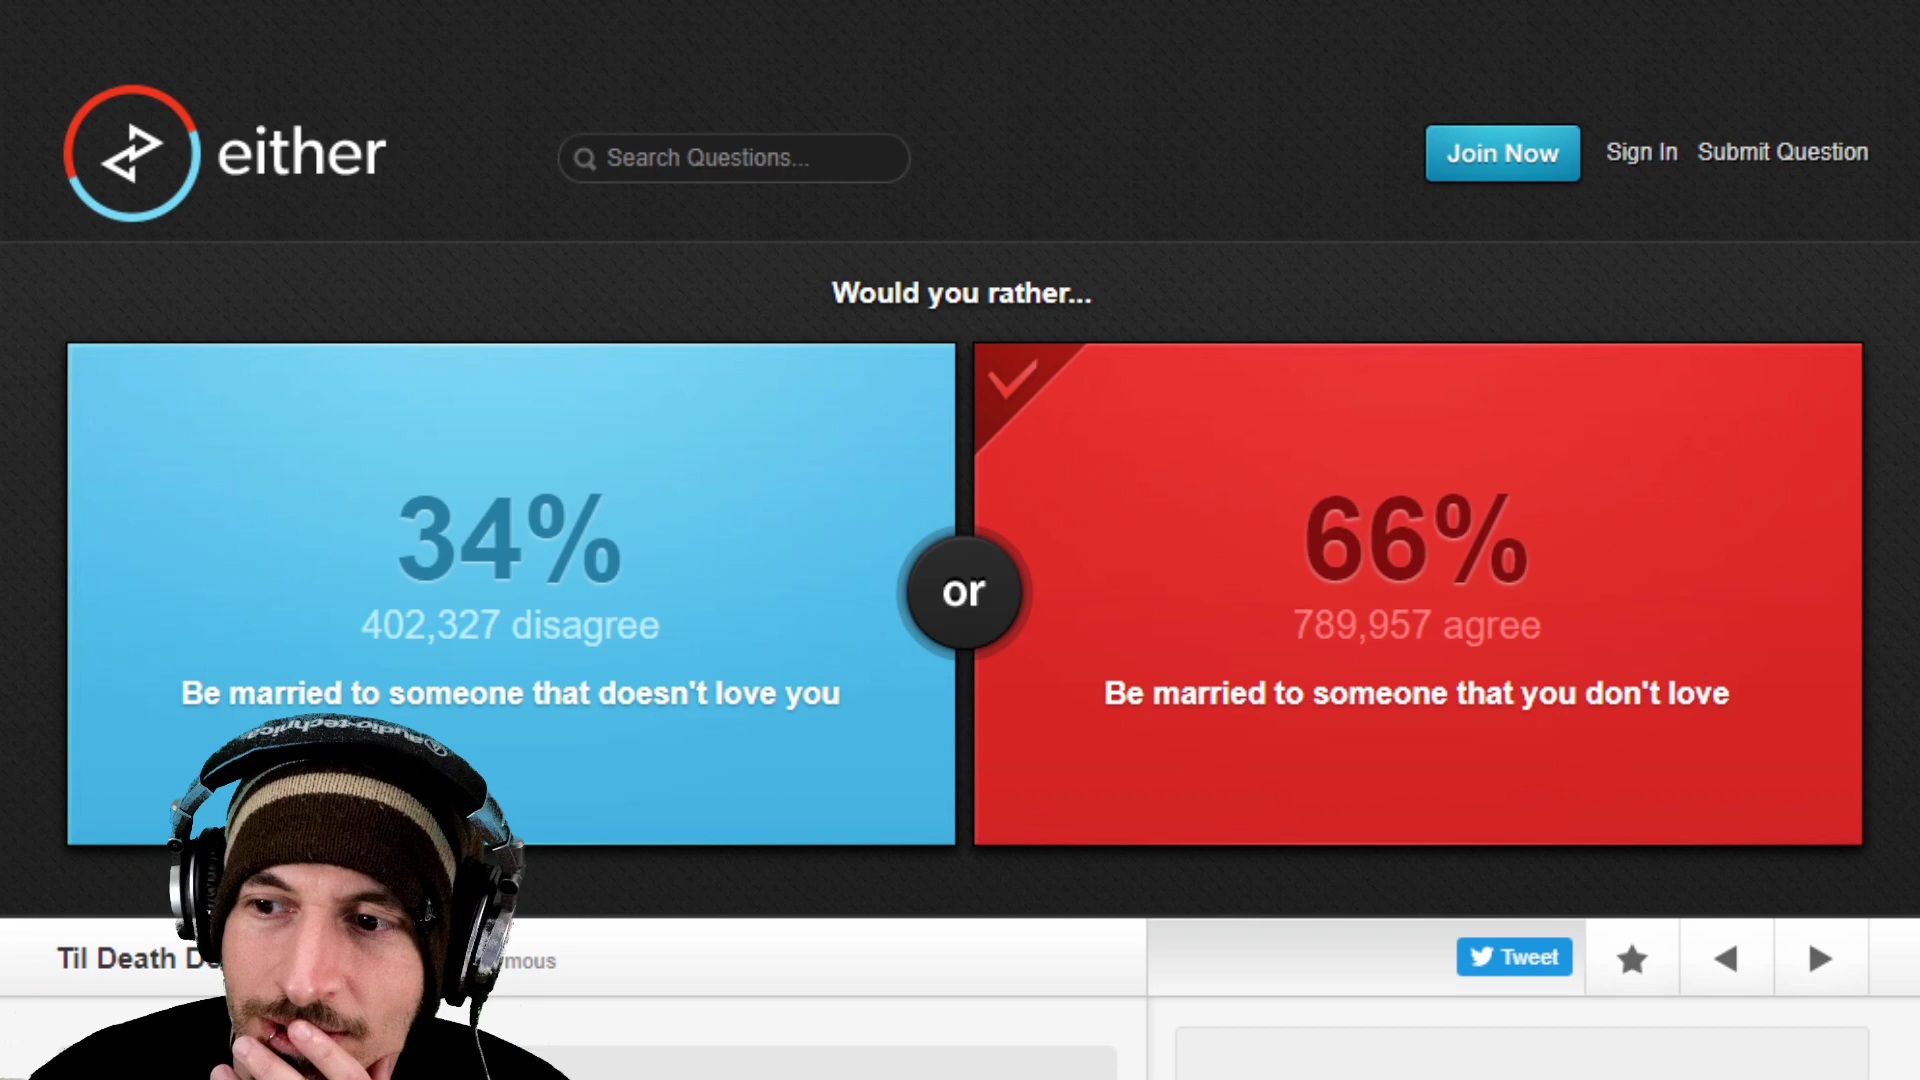 either
Search Questions...
Join Now
Sign In
Submit Question
Would you rather...
34%
402,327 disagree
Be married to someone that doesn't love you
or
66%
789,957 agree
Be married to someone that you don't love
audio-technica
Til Death
Tweet